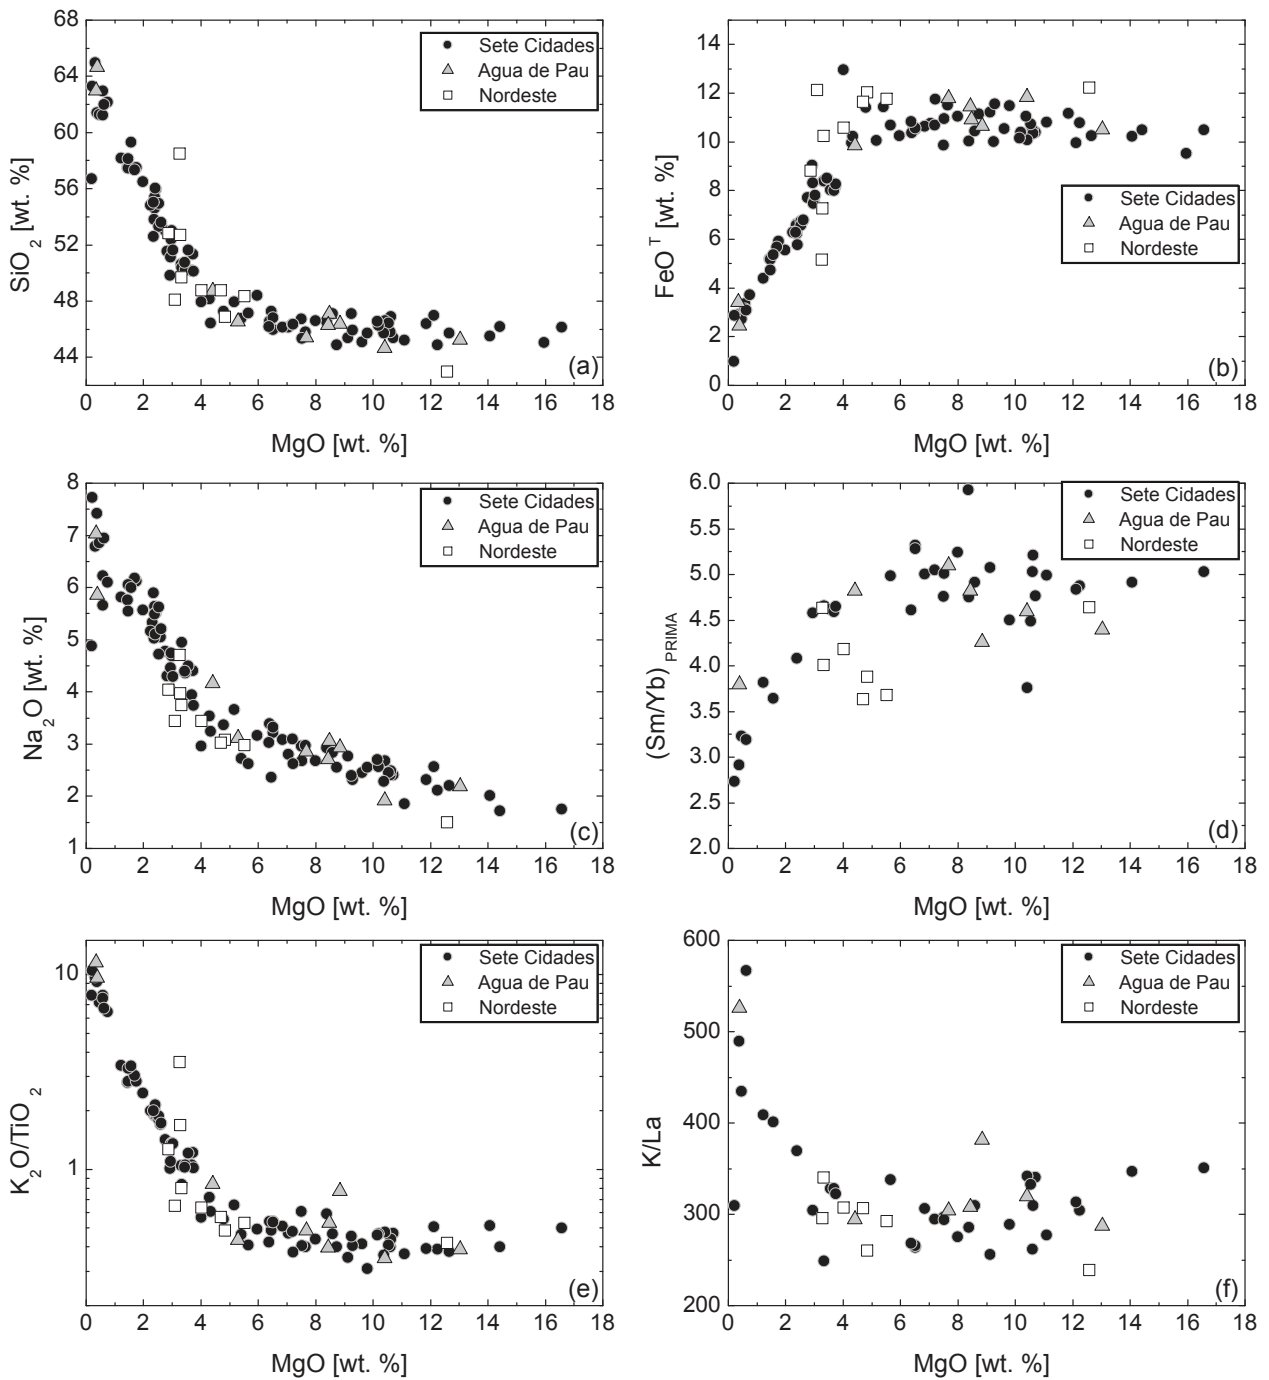 68
64
60
56
52
48
44
SiO2 [wt. %]
Sete Cidades
Agua de Pau
Nordeste
(a)
0 2 4 6 8 10 12 14 16 18
MgO [wt. %]
14
12
10
8
6
4
2
0
FeO T [wt. %]
Sete Cidades
Agua de Pau
Nordeste
(b)
0 2 4 6 8 10 12 14 16 18
MgO [wt. %]
8
7
6
5
4
3
2
1
Na2O [wt. %]
Sete Cidades
Agua de Pau
Nordeste
(c)
0 2 4 6 8 10 12 14 16 18
MgO [wt. %]
6.0
5.5
5.0
4.5
4.0
3.5
3.0
2.5
2.0
(Sm/Yb) PRIMA
Sete Cidades
Agua de Pau
Nordeste
(d)
0 2 4 6 8 10 12 14 16 18
MgO [wt. %]
10
1
K2O/TiO2
Sete Cidades
Agua de Pau
Nordeste
(e)
0 2 4 6 8 10 12 14 16 18
MgO [wt. %]
600
500
400
300
200
K/La
Sete Cidades
Agua de Pau
Nordeste
(f)
0 2 4 6 8 10 12 14 16 18
MgO [wt. %]